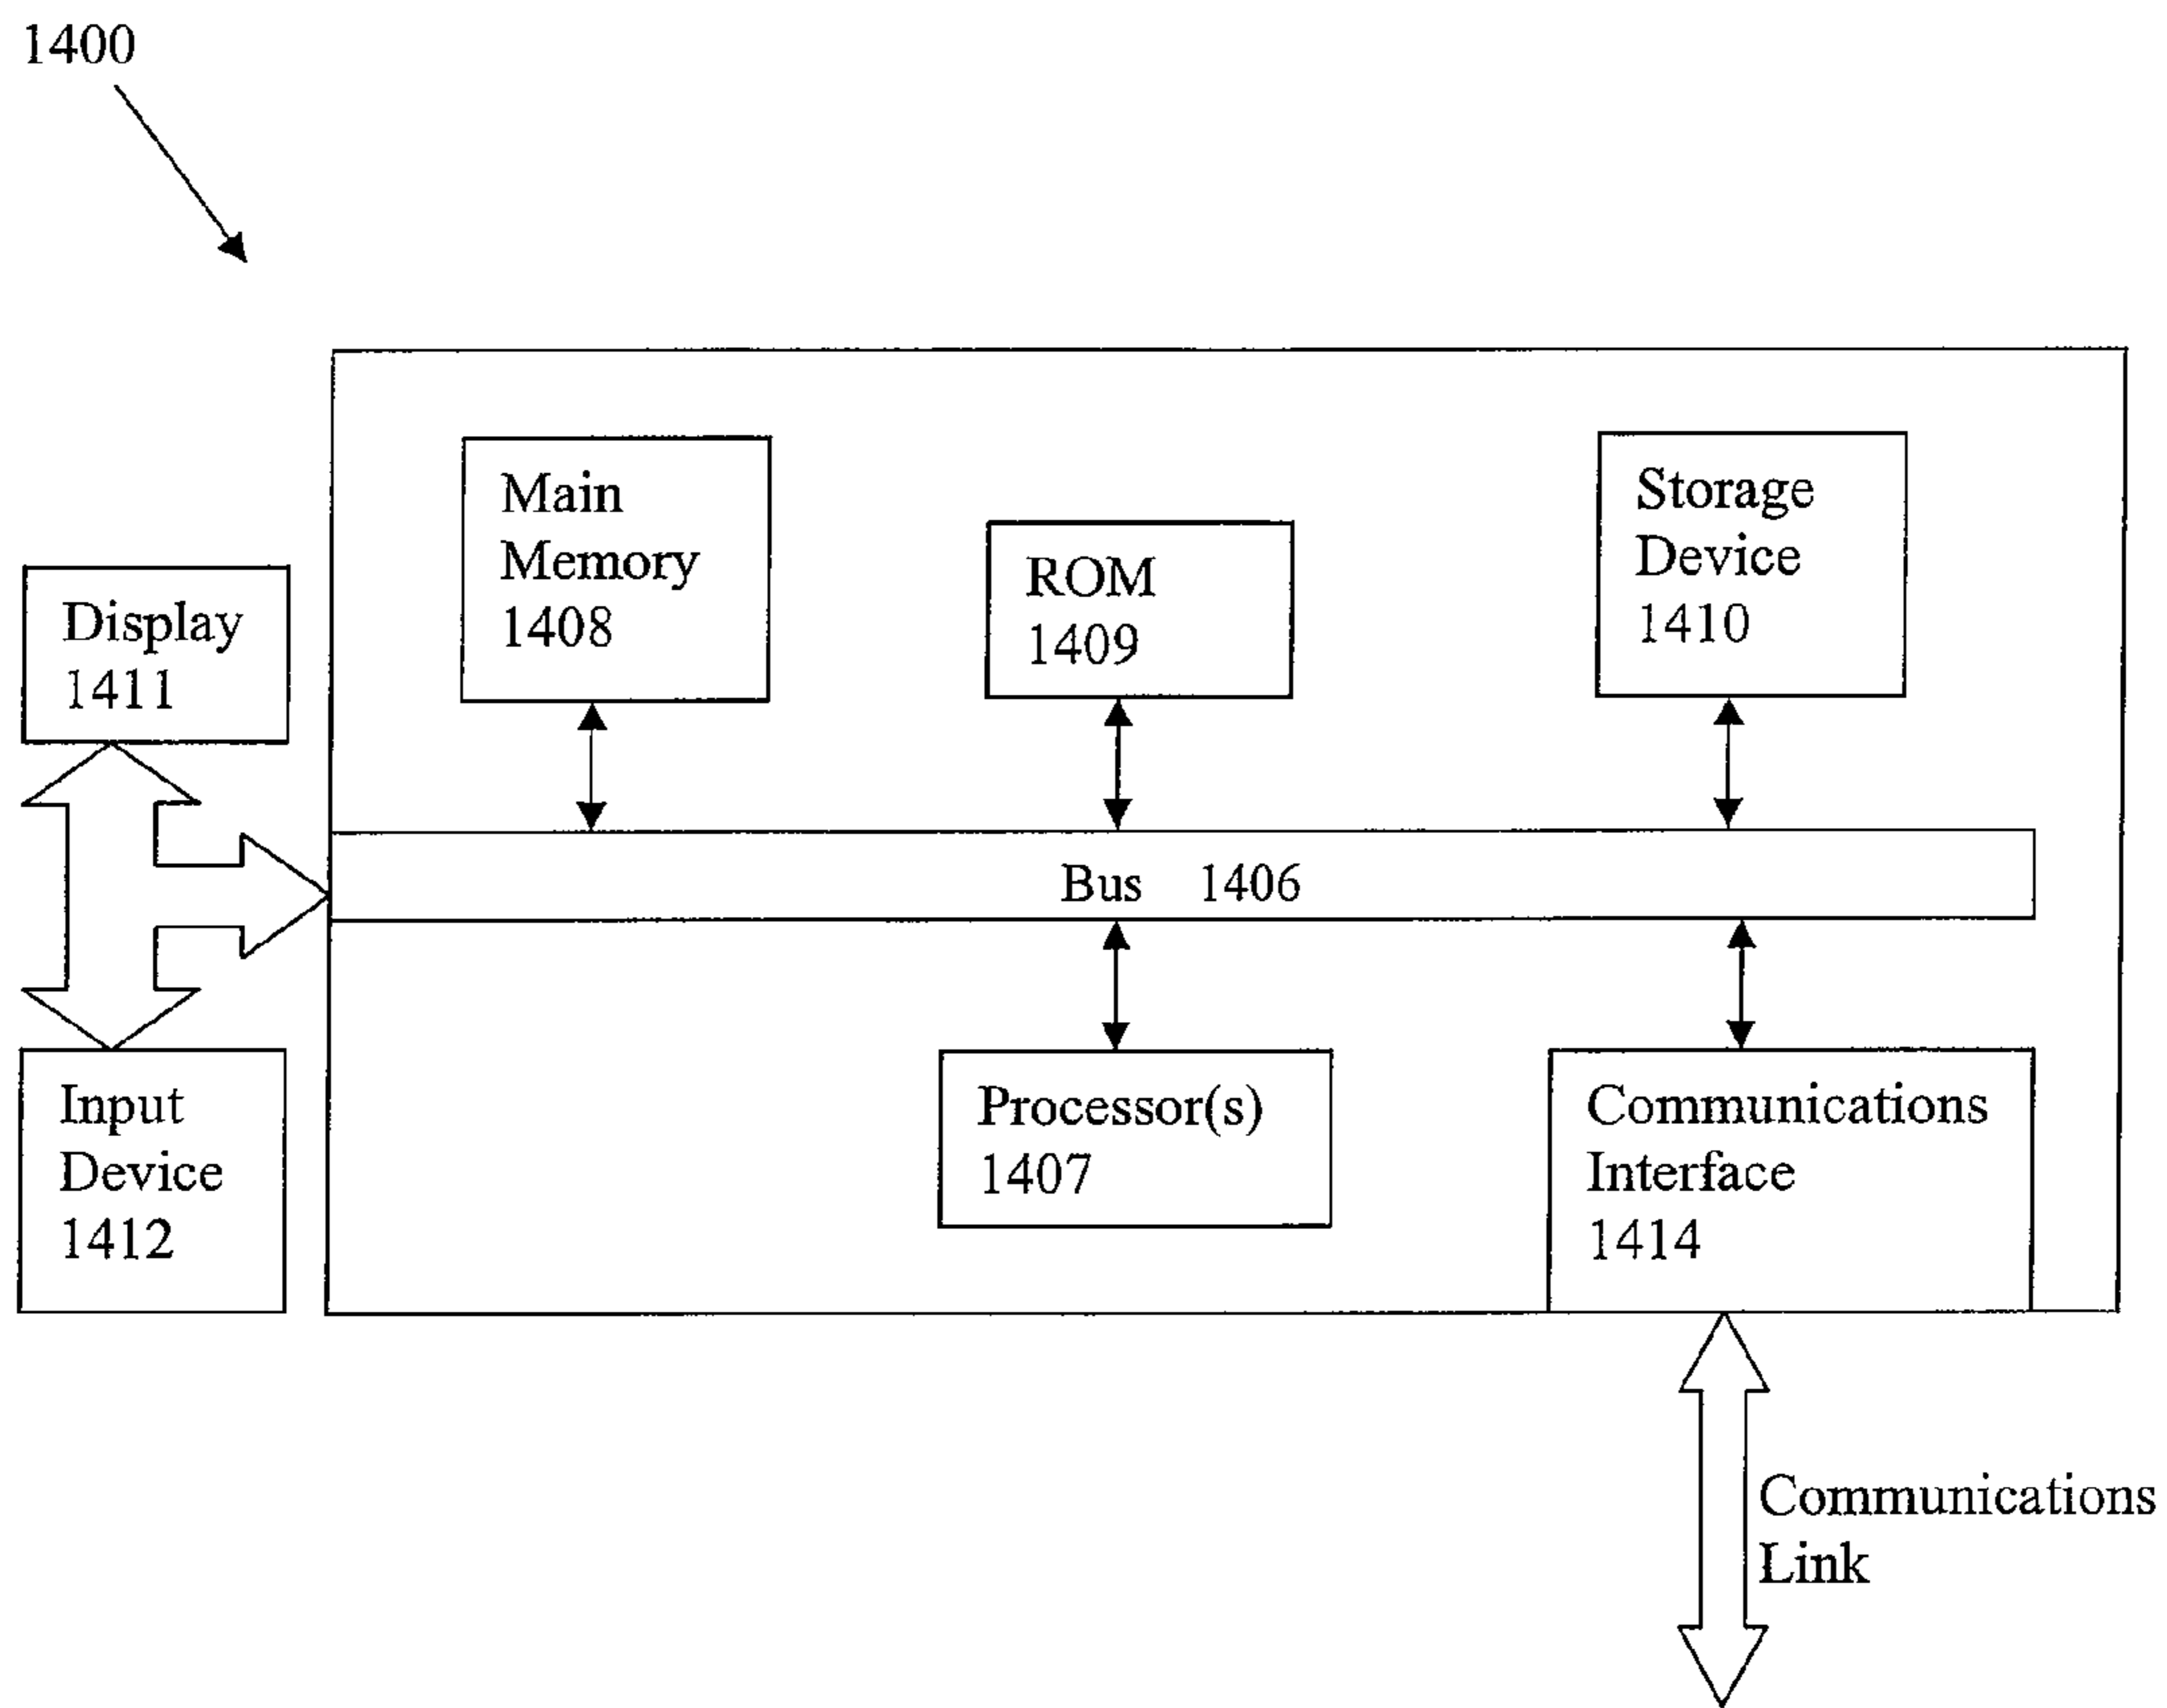 1400
Main
Memory
1408
ROM
1409
Storage
Device
1410
Display
1411
Bus 1406
Input
Device
1412
Processor(s)
1407
Communications
Interface
1414
Communications
Link